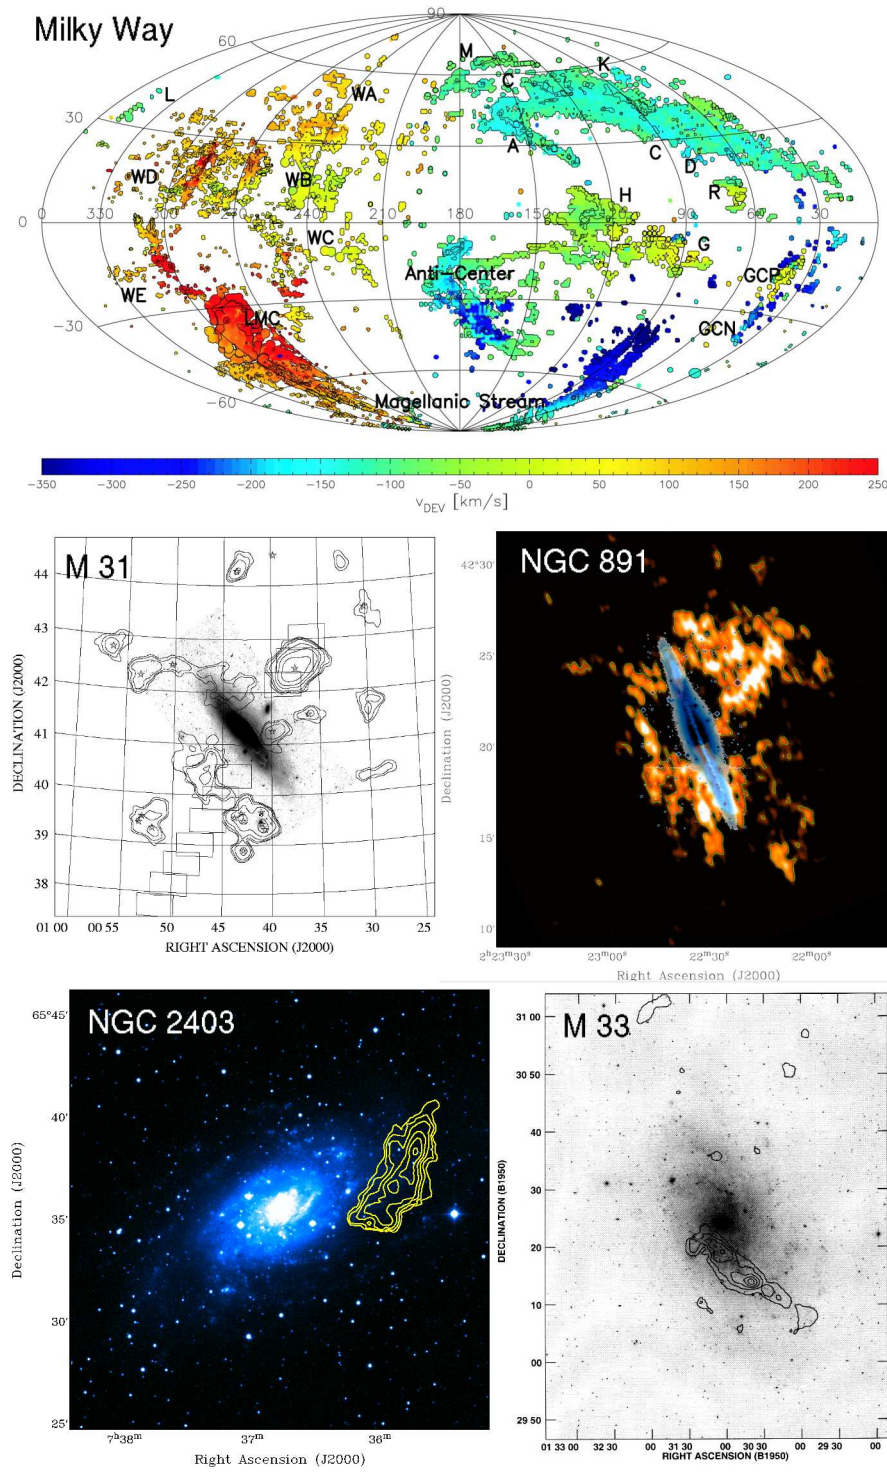 Milky Way
90
60
30
0
−30
−60
0 330 300 240 210 180 150 120 90 60 30
L
WA
WD
WB
WC
WE
LMC
M
C
K
A
C
D
H
R
G
Anti-Center
GCP
GCN
Magellanic Stream
−350 −300 −250 −200 −150 −100 −50 0 50 100 150 200 250
vDEV [km/s]
M 31
44
43
42
41
40
39
38
DECLINATION (J2000)
01 00 00 55 50 45 40 35 30 25
RIGHT ASCENSION (J2000)
NGC 891
42°30'
25'
20'
15'
10'
Declination (J2000)
2ʰ23ᵐ30ˢ 23ᵐ00ˢ 22ᵐ30ˢ 22ᵐ00ˢ
Right Ascension (J2000)
NGC 2403
65°45'
40'
35'
30'
25'
Declination (J2000)
7ʰ38ᵐ 37ᵐ 36ᵐ
Right Ascension (J2000)
M 33
31 00
30 50
40
30
20
10
00
29 50
DECLINATION (B1950)
01 33 00 32 30 00 31 30 00 30 30 00 29 30 00
RIGHT ASCENSION (B1950)